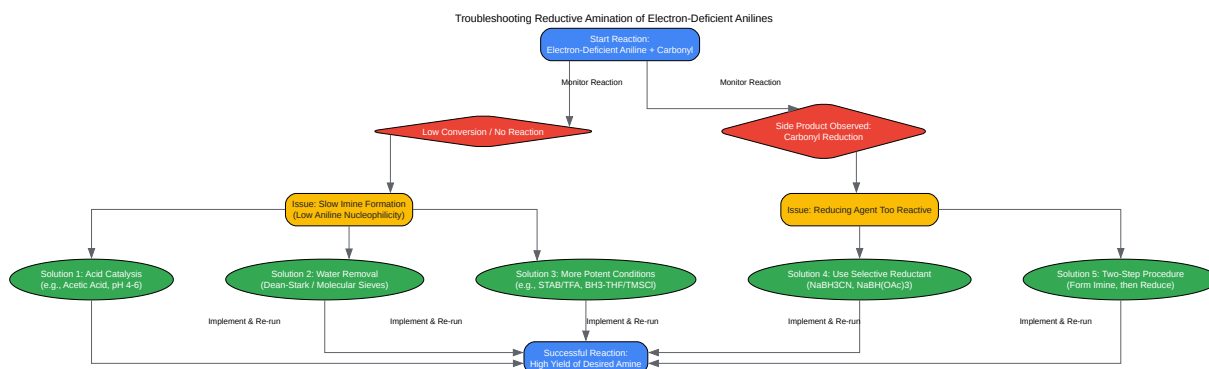 Troubleshooting Reductive Amination of Electron-Deficient Anilines
Start Reaction:
Electron-Deficient Aniline + Carbonyl
Monitor Reaction
Monitor Reaction
Low Conversion / No Reaction
Side Product Observed:
Carbonyl Reduction
Issue: Slow Imine Formation
(Low Aniline Nucleophilicity)
Issue: Reducing Agent Too Reactive
Solution 1: Acid Catalysis
(e.g., Acetic Acid, pH 4-6)
Solution 2: Water Removal
(Dean-Stark / Molecular Sieves)
Solution 3: More Potent Conditions
(e.g., STAB/TFA, BH3-THF/TMSCl)
Solution 4: Use Selective Reductant
(NaBH3CN, NaBH(OAc)3)
Solution 5: Two-Step Procedure
(Form Imine, then Reduce)
Implement & Re-run
Implement & Re-run
Implement & Re-run
Implement & Re-run
Implement & Re-run
Successful Reaction:
High Yield of Desired Amine